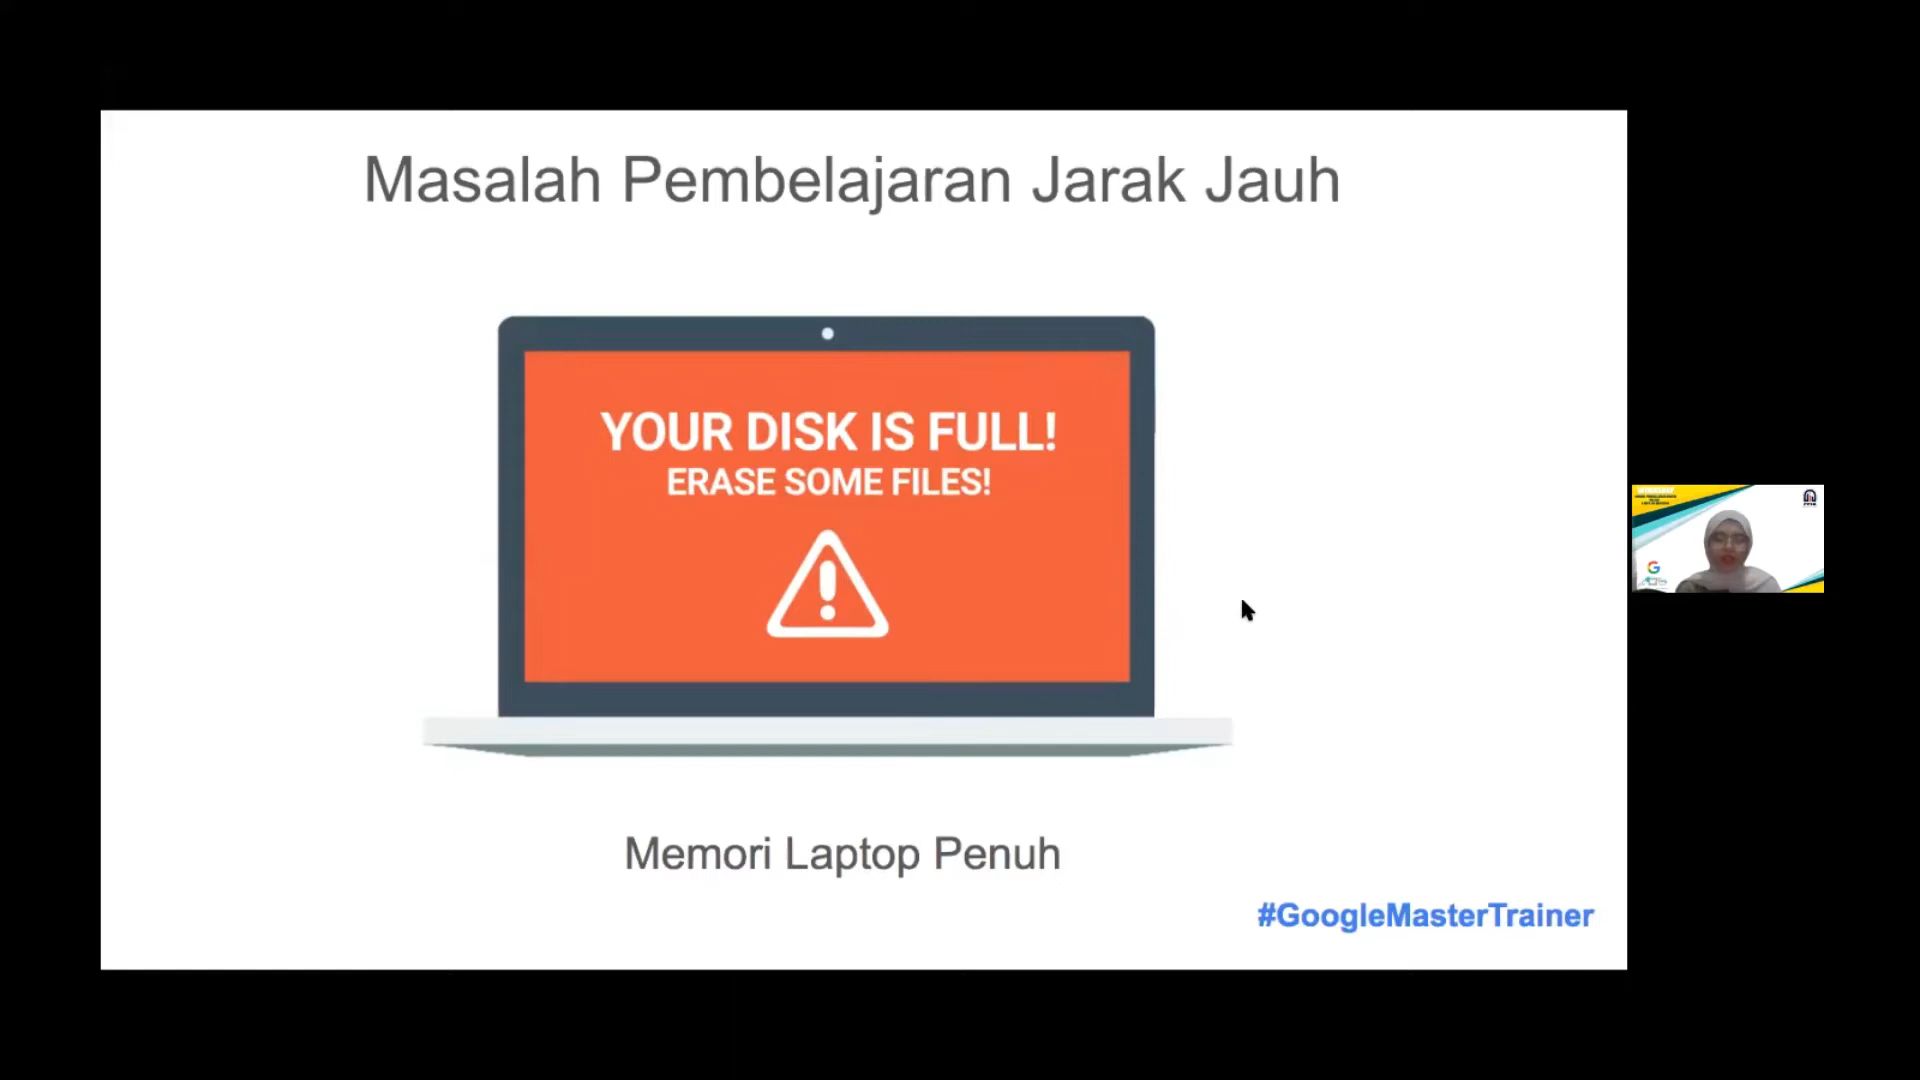 Masalah Pembelajaran Jarak Jauh
YOUR DISK IS FULL!
ERASE SOME FILES!
Memori Laptop Penuh
#GoogleMasterTrainer